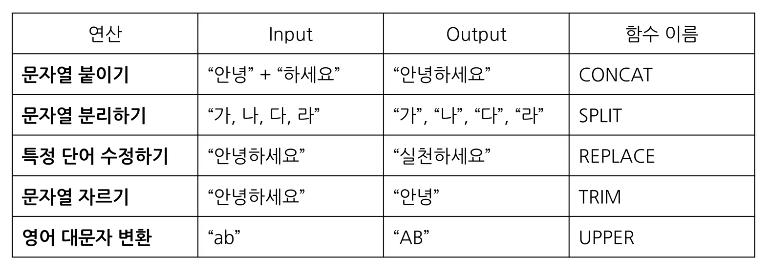 연산 Input Output 함수 이름
문자열 붙이기 “안녕” + “하세요” “안녕하세요” CONCAT
문자열 분리하기 “가, 나, 다, 라” “가”, “나”, “다”, “라” SPLIT
특정 단어 수정하기 “안녕하세요” “실천하세요” REPLACE
문자열 자르기 “안녕하세요” “안녕” TRIM
영어 대문자 변환 “ab” “AB” UPPER